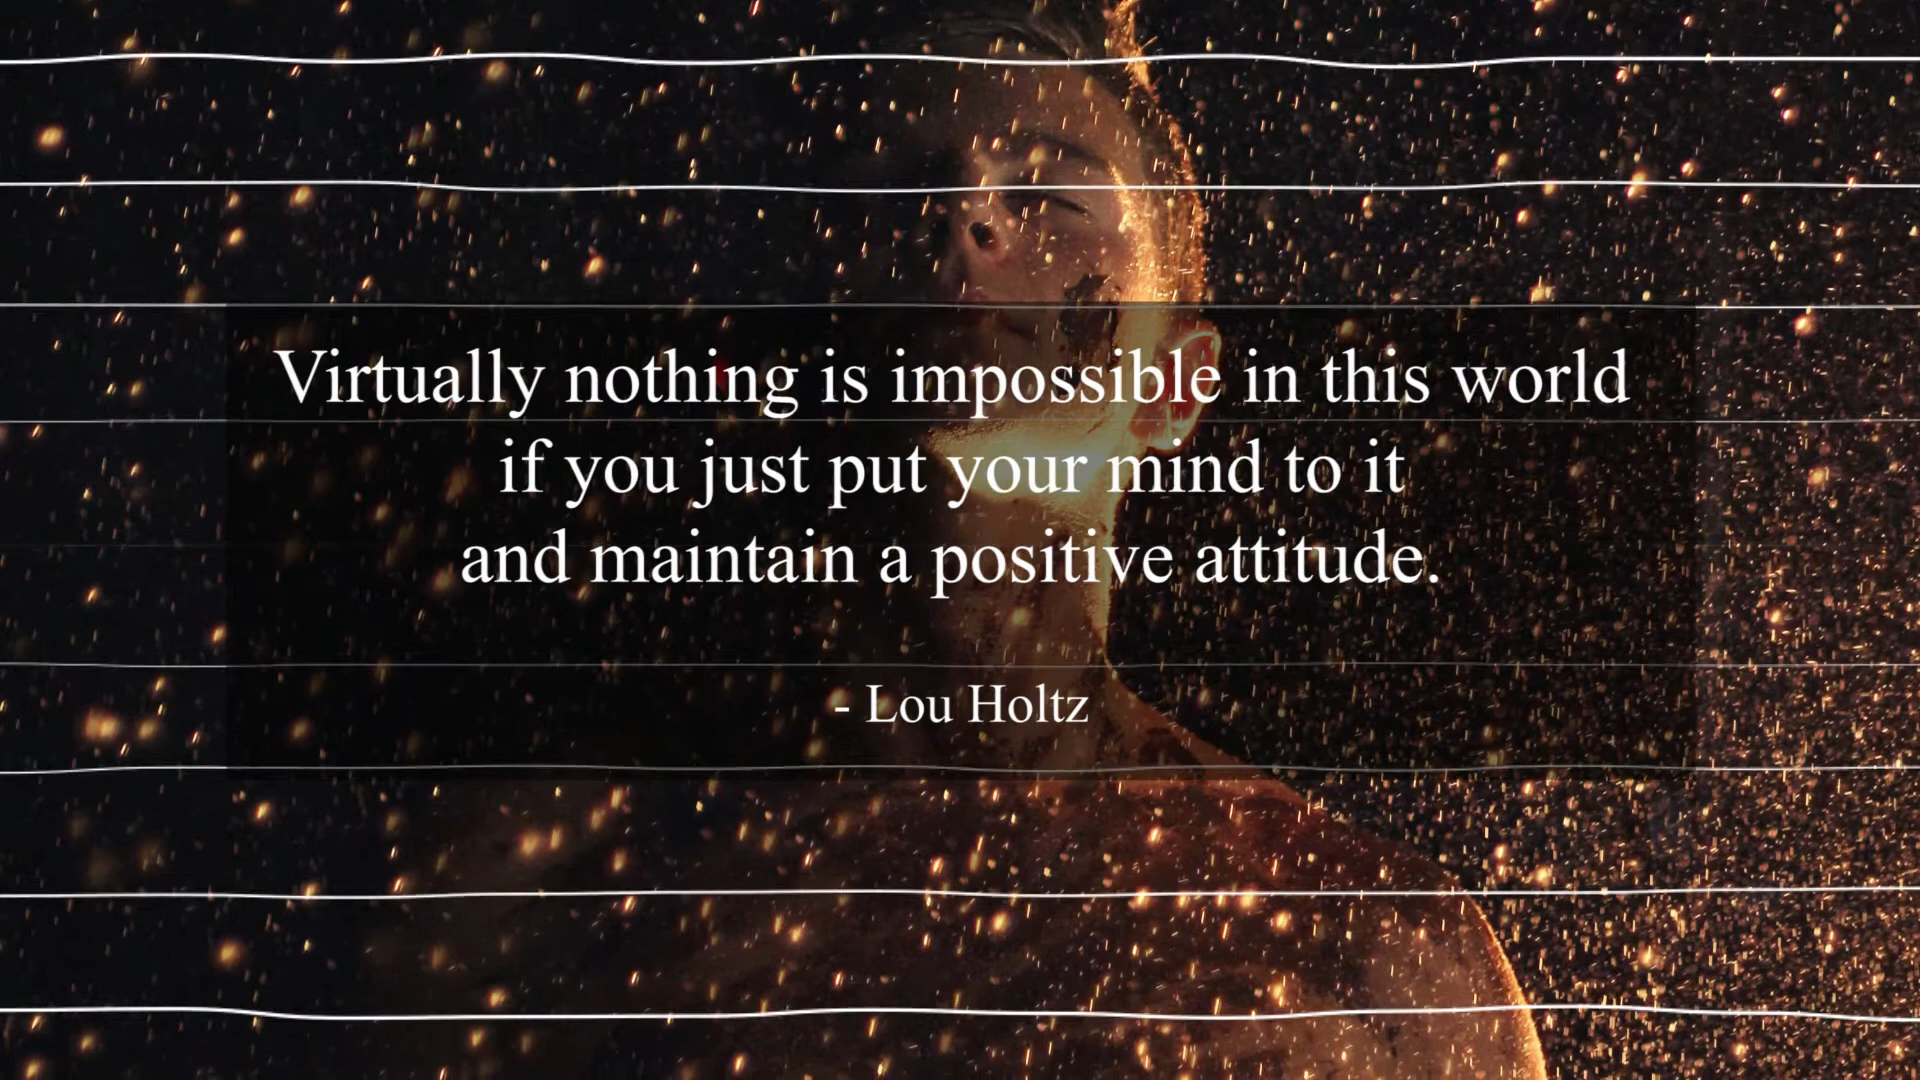 Virtually nothing is impossible in this world
if you just put your mind to it
and maintain a positive attitude.
- Lou Holtz